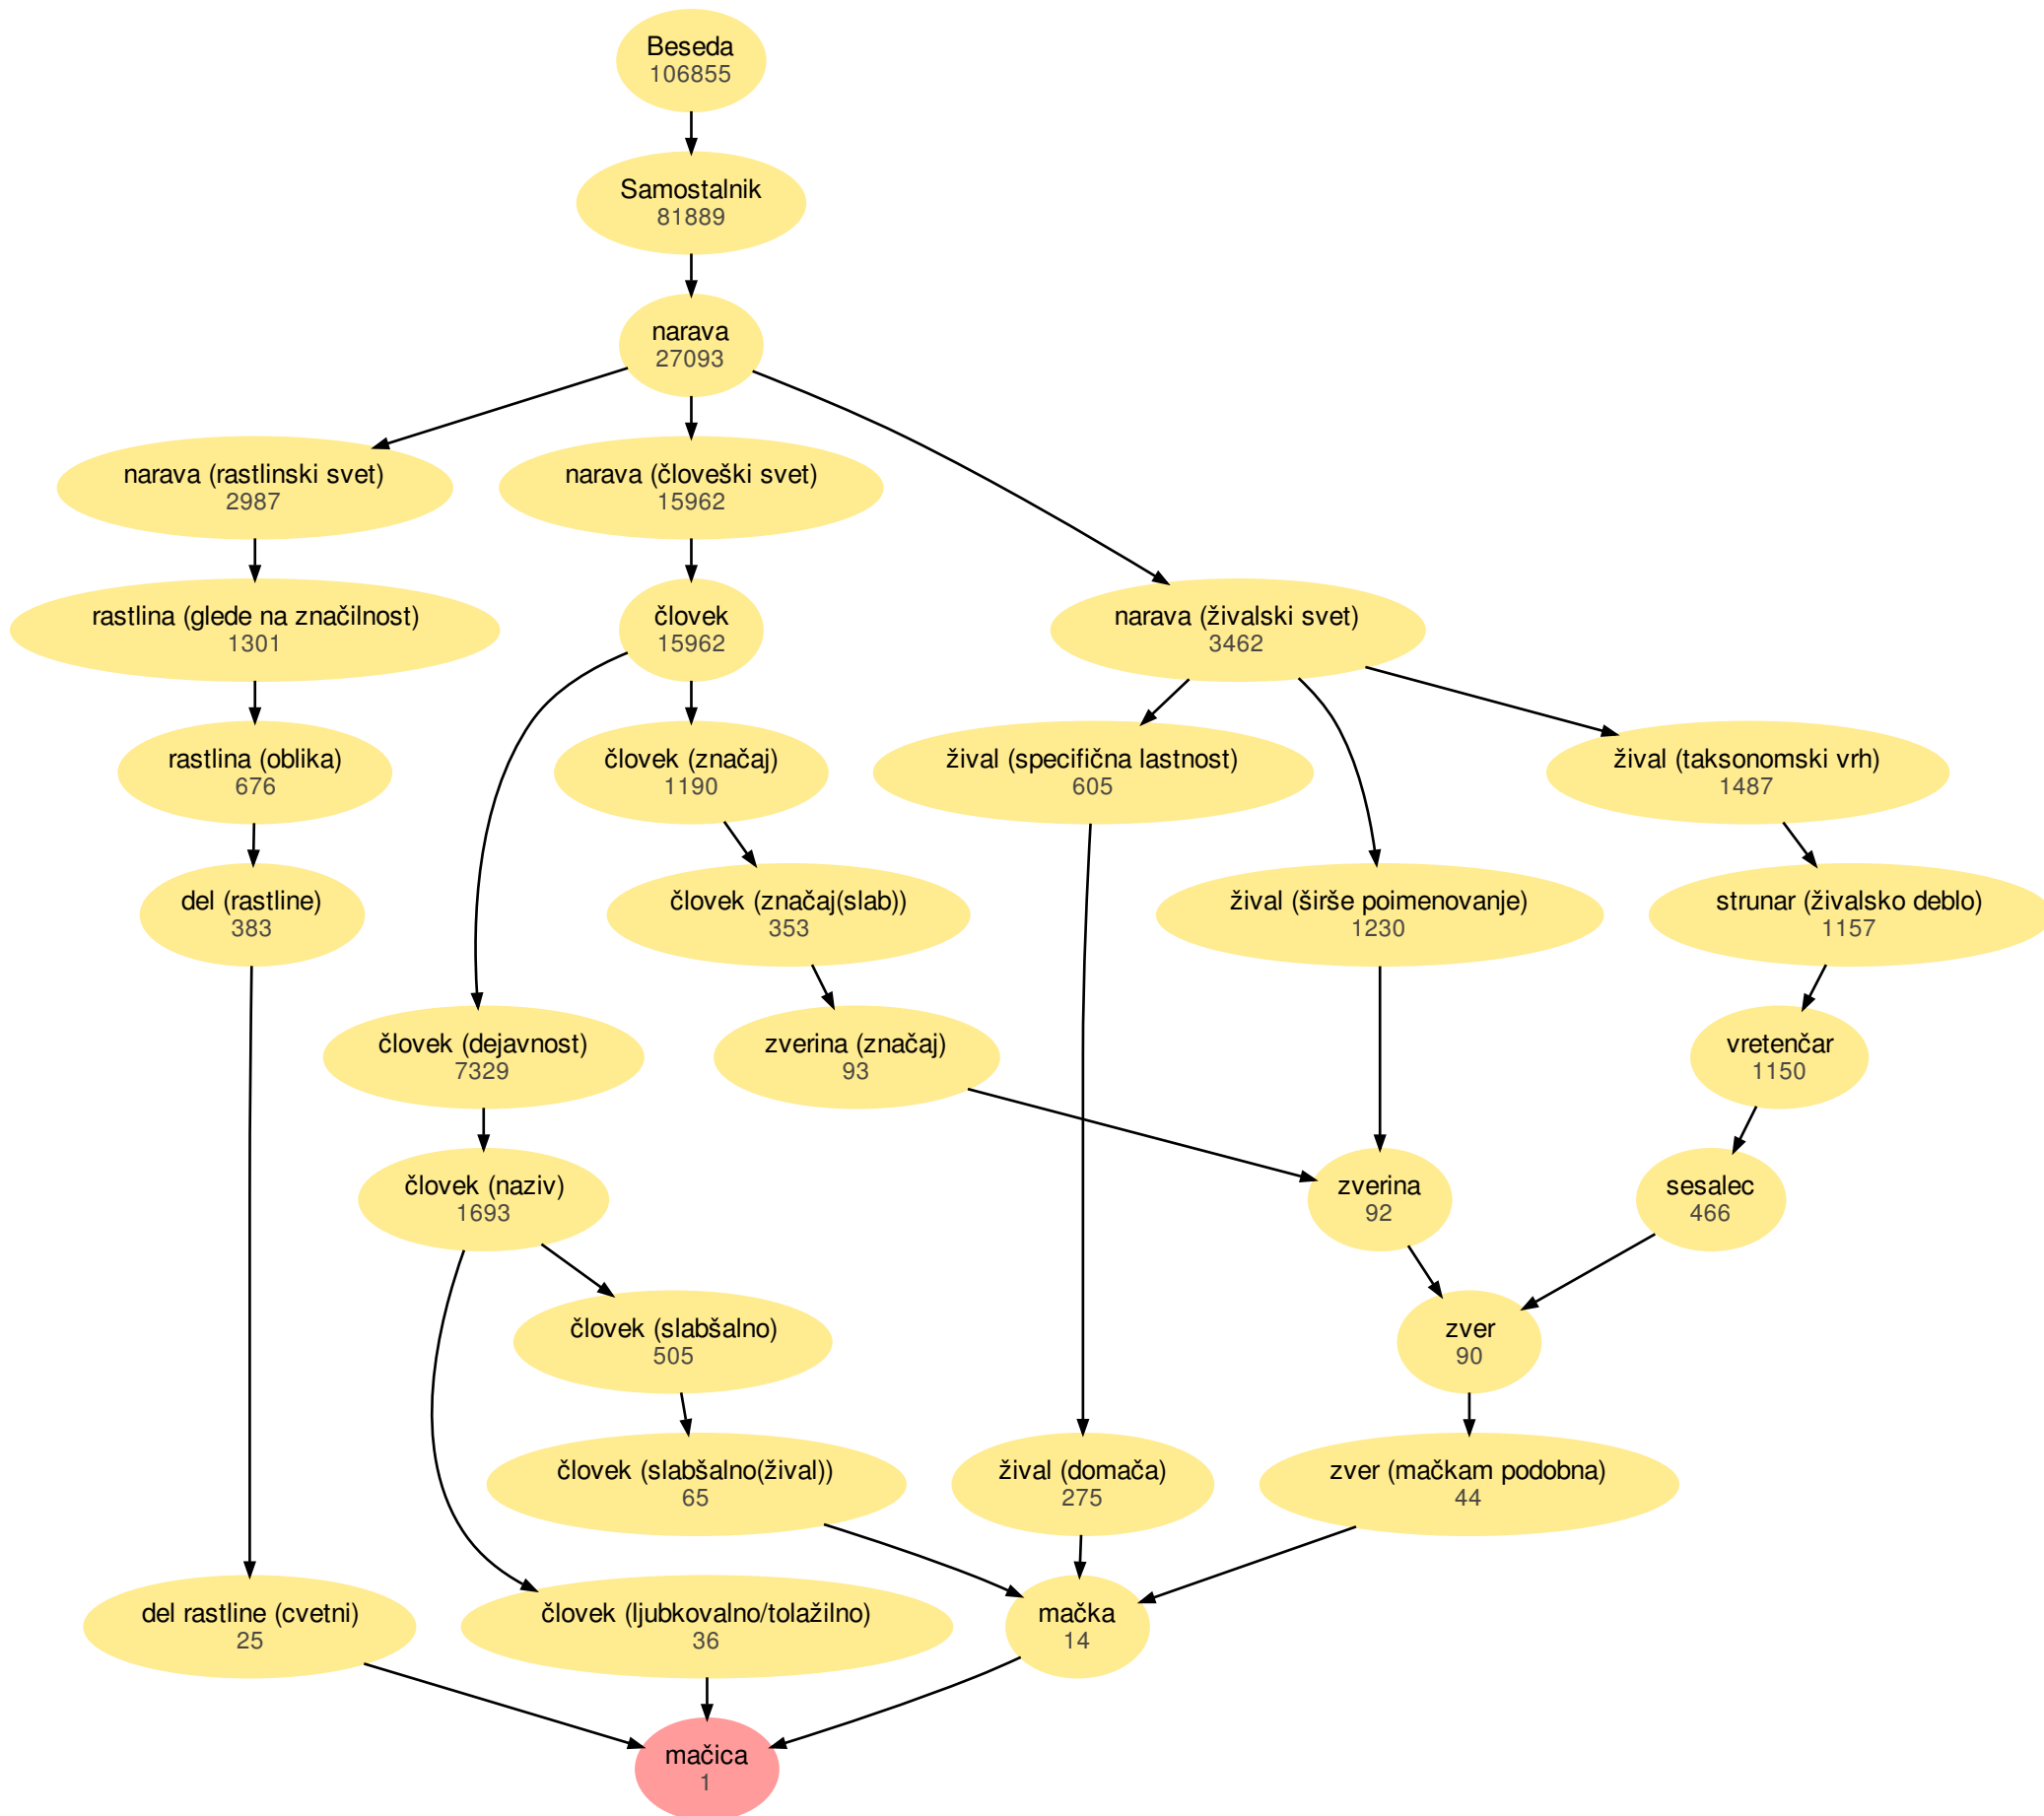 Beseda
106855
Samostalnik
81889
narava
27093
narava (rastlinski svet)
2987
narava (človeški svet)
15962
rastlina (glede na značilnost)
1301
človek
15962
narava (živalski svet)
3462
rastlina (oblika)
676
človek (značaj)
1190
žival (specifična lastnost)
605
žival (taksonomski vrh)
1487
del (rastline)
383
človek (značaj(slab))
353
žival (širše poimenovanje)
1230
strunar (živalsko deblo)
1157
človek (dejavnost)
7329
zverina (značaj)
93
vretenčar
1150
človek (naziv)
1693
zverina
92
sesalec
466
človek (slabšalno)
505
zver
90
človek (slabšalno(žival))
65
žival (domača)
275
zver (mačkam podobna)
44
del rastline (cvetni)
25
človek (ljubkovalno/tolažilno)
36
mačka
14
mačica
1